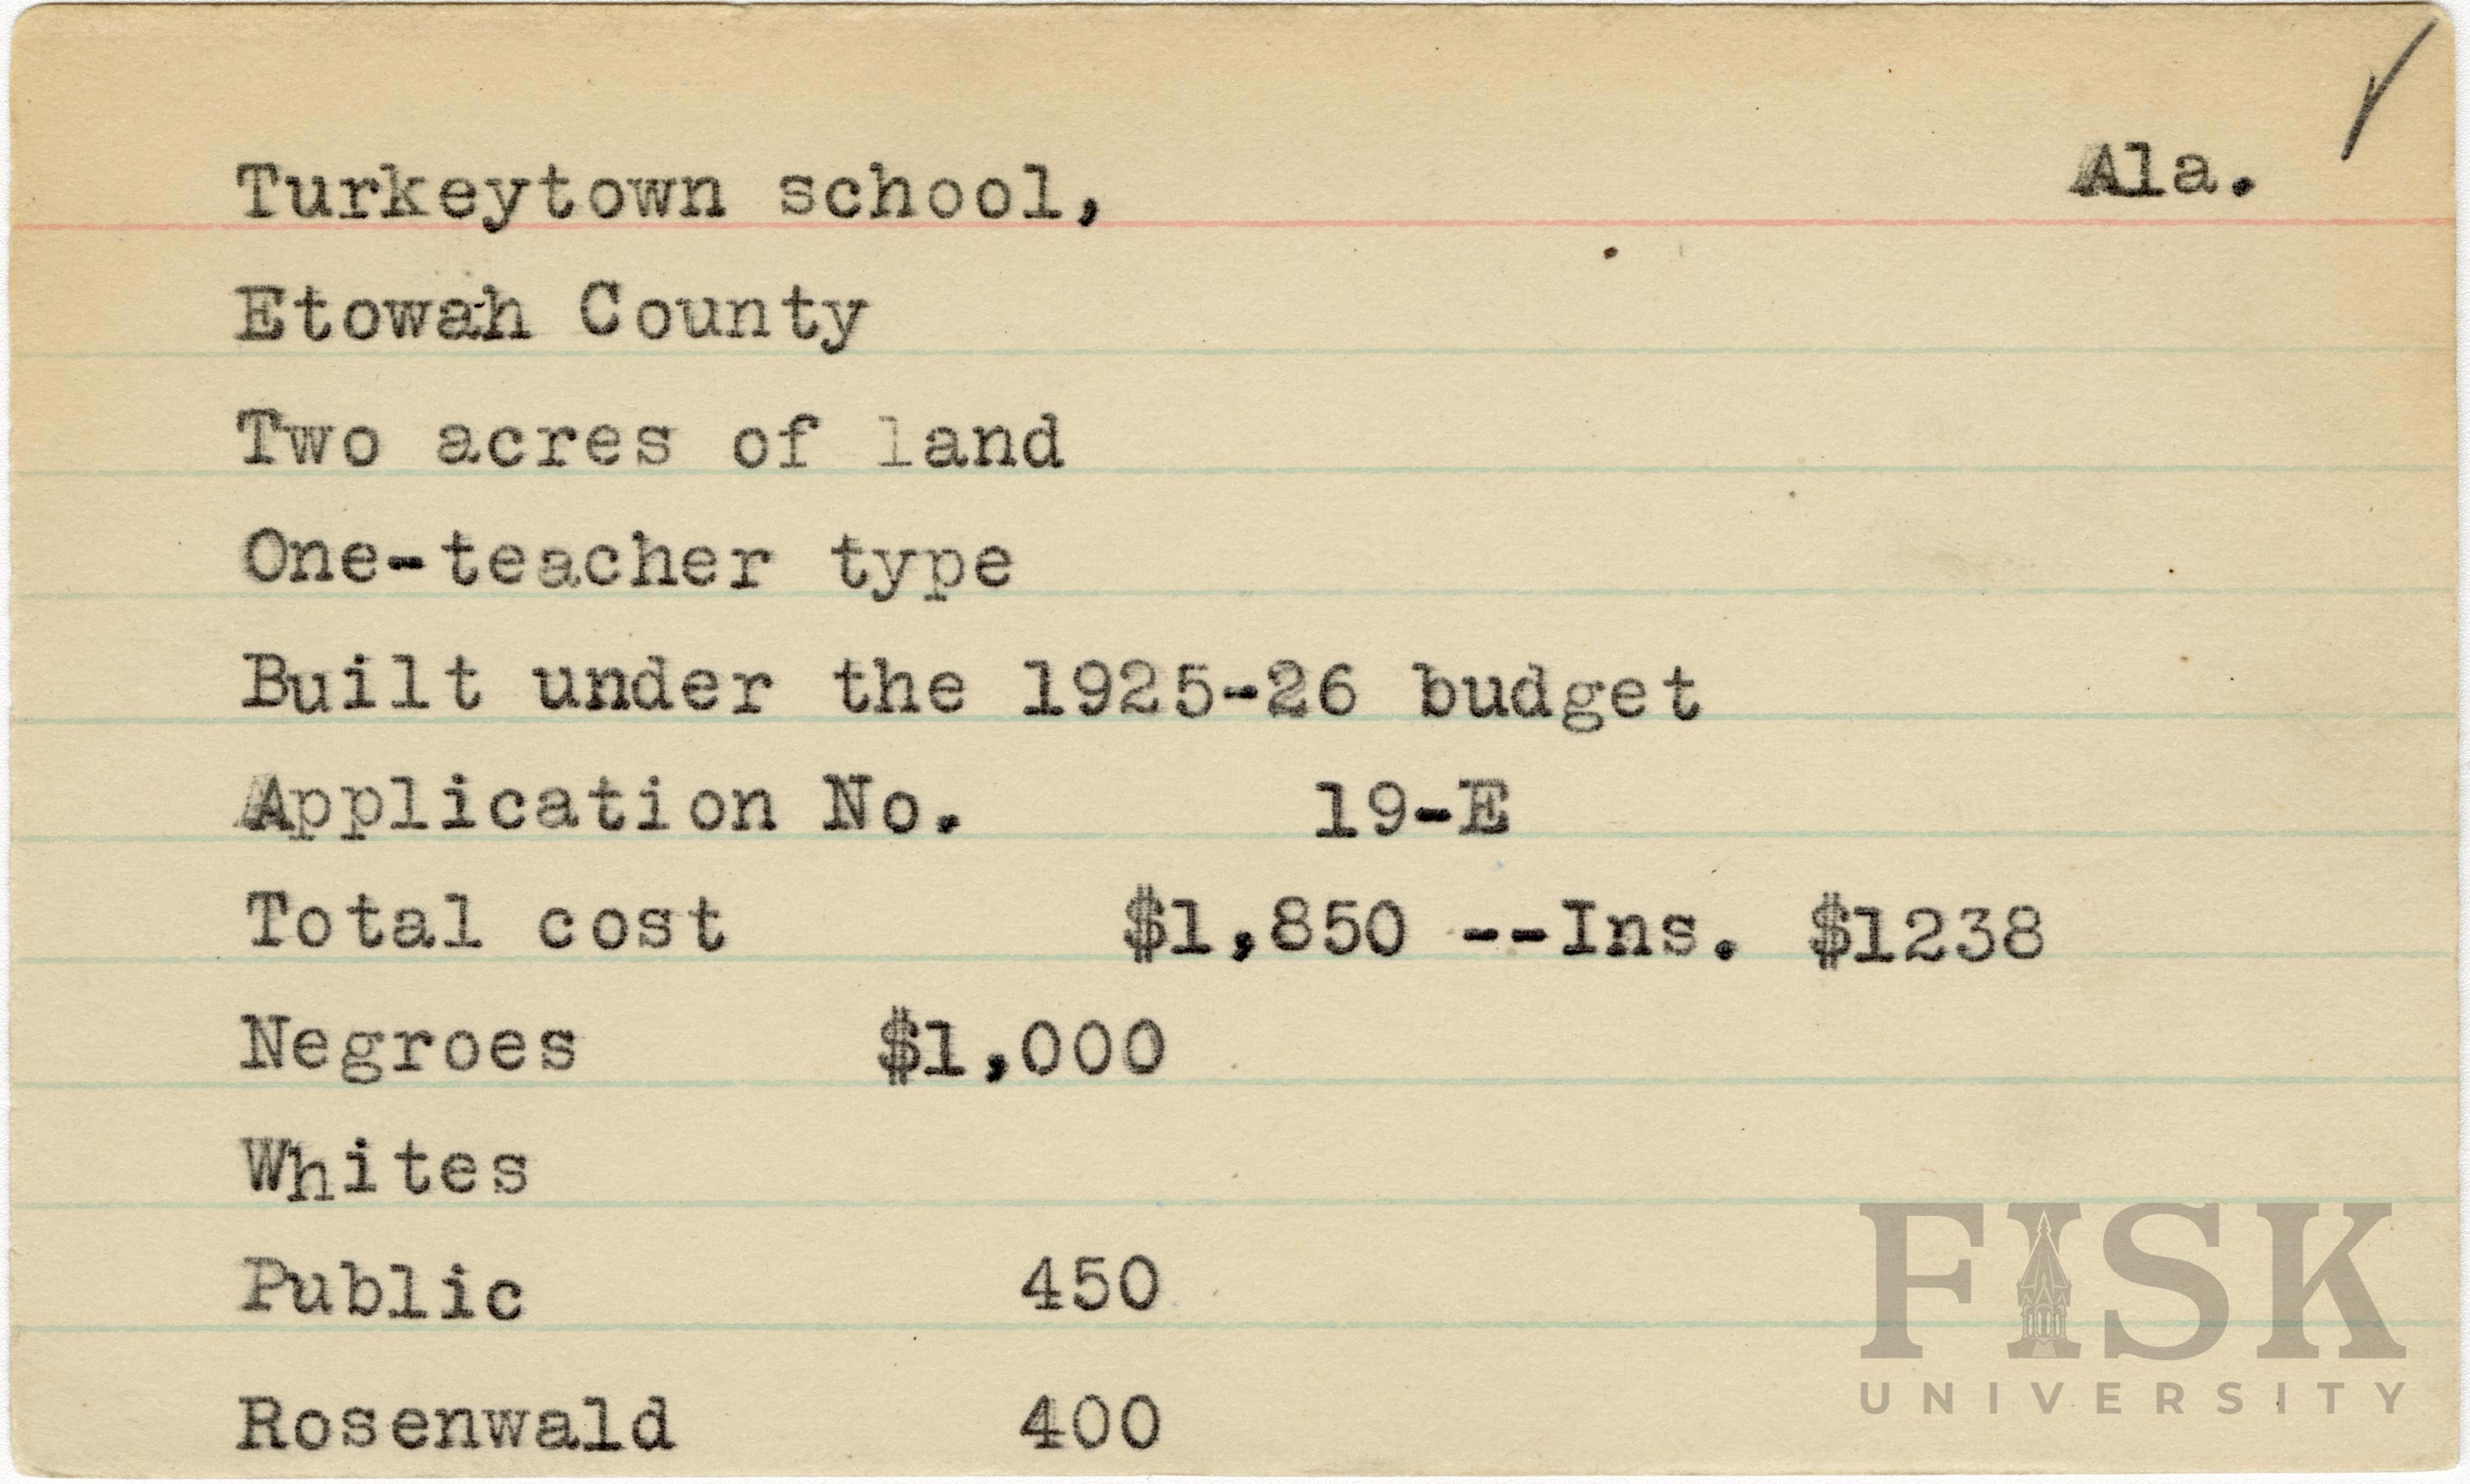 Turkeytown school, Ala.
Etowah County
Two acres of land
One-teacher type
Built under the 1925-26 budget
Application No. 19-E
Total cost $1,850 --Ins. $1238
Negroes $1,000
Whites
Public 450
Rosenwald 400
FISK
UNIVERSITY